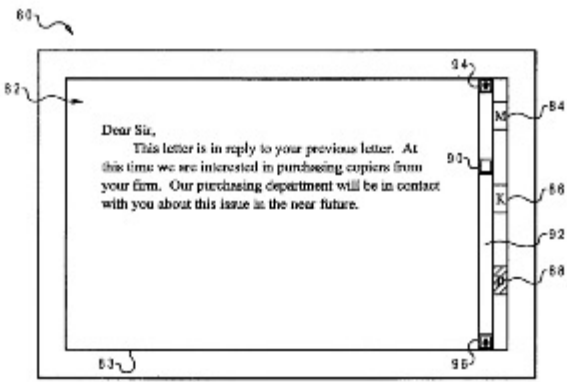 80
94
82
M
84
Dear Sir,
This letter is in reply to your previous letter. At
90
this time we are interested in purchasing copiers from
your firm. Our purchasing department will be in contact
K
86
with you about this issue in the near future.
92
88
83
96